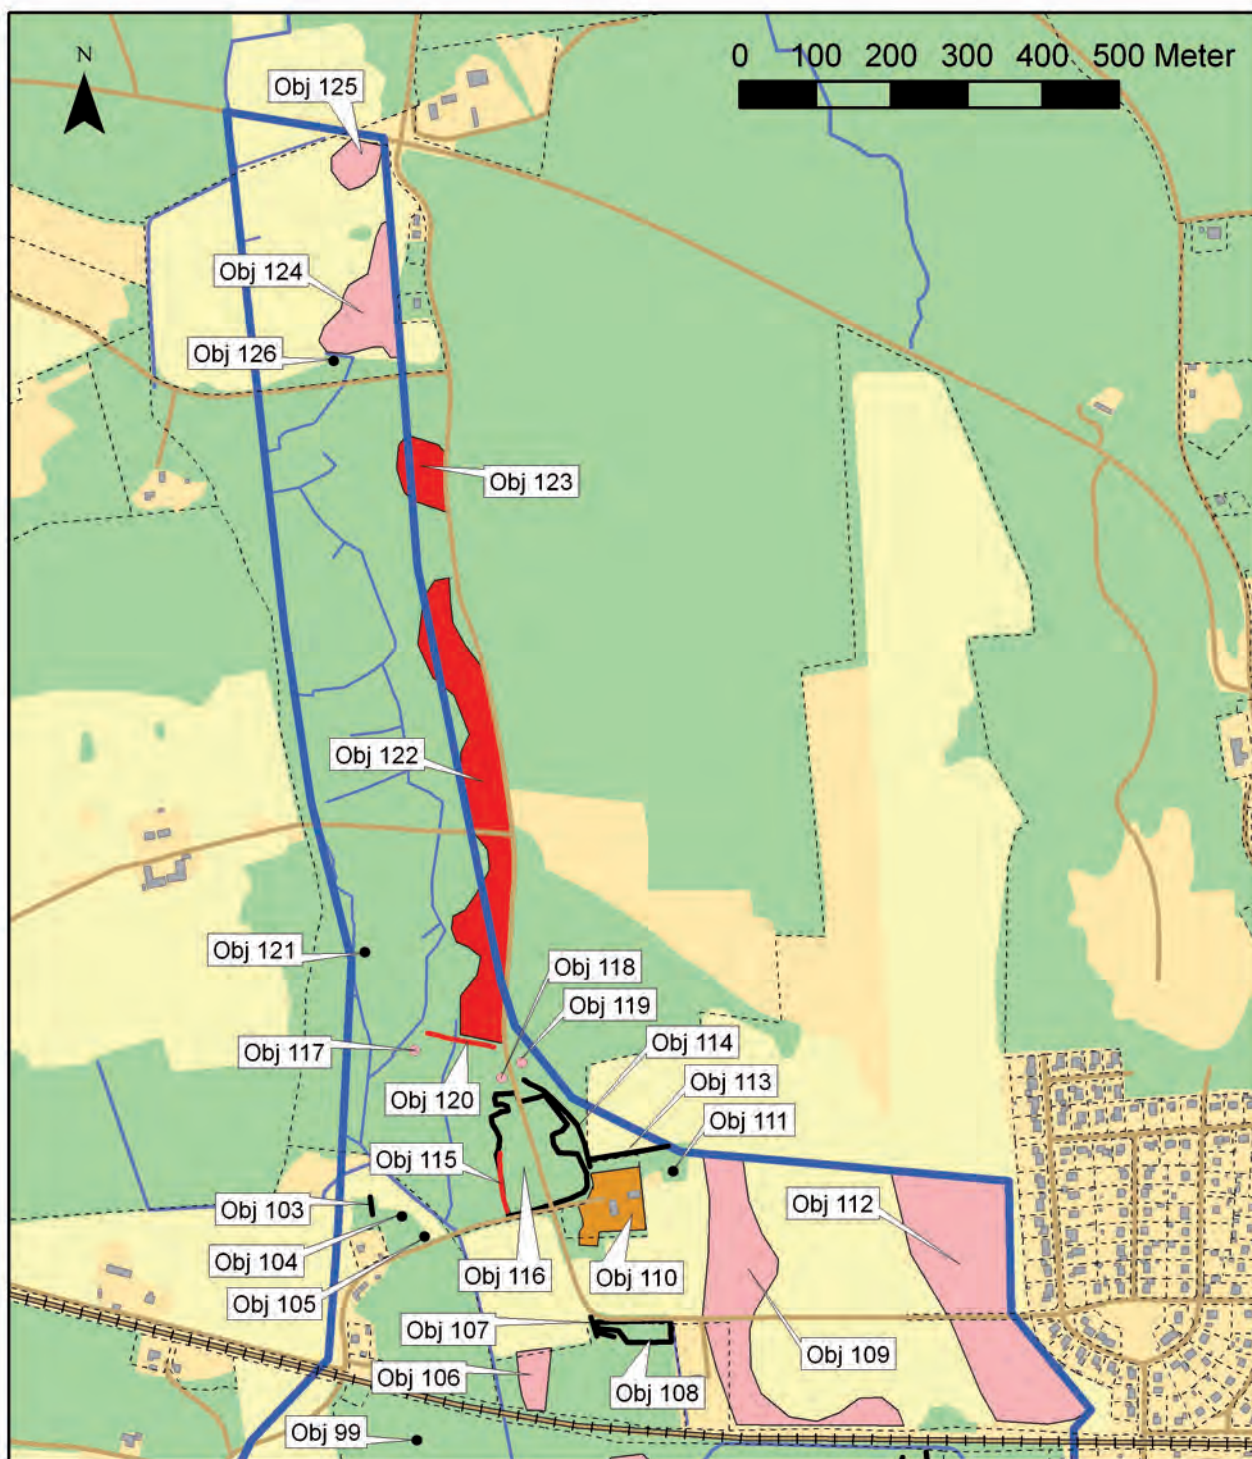 0 100 200 300 400 500 Meter
N
Obj 125
Obj 124
Obj 126
Obj 123
Obj 122
Obj 121
Obj 118
Obj 119
Obj 117
Obj 114
Obj 113
Obj 120
Obj 111
Obj 115
Obj 103
Obj 112
Obj 104
Obj 116
Obj 110
Obj 105
Obj 107
Obj 109
Obj 106
Obj 108
Obj 99